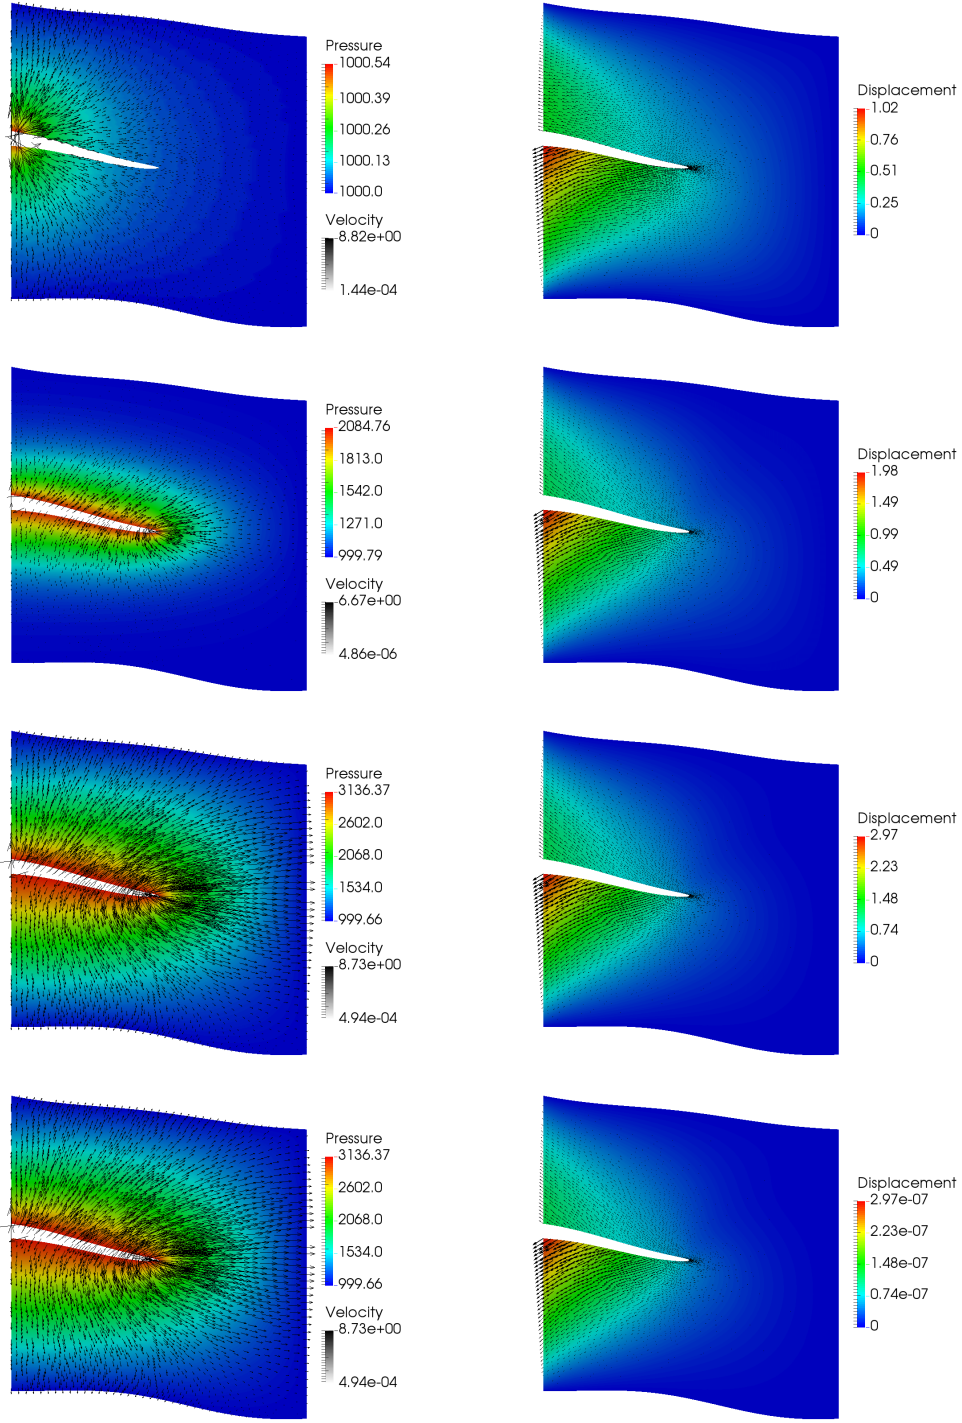 Pressure
1000.54
1000.39
1000.26
1000.13
1000.0
Velocity
8.82e+00
1.44e-04
Displacement
1.02
0.76
0.51
0.25
0
Pressure
2084.76
1813.0
1542.0
1271.0
999.79
Velocity
6.67e+00
4.86e-06
Displacement
1.98
1.49
0.99
0.49
0
Pressure
3136.37
2602.0
2068.0
1534.0
999.66
Velocity
8.73e+00
4.94e-04
Displacement
2.97
2.23
1.48
0.74
0
Pressure
3136.37
2602.0
2068.0
1534.0
999.66
Velocity
8.73e+00
4.94e-04
Displacement
2.97e-07
2.23e-07
1.48e-07
0.74e-07
0